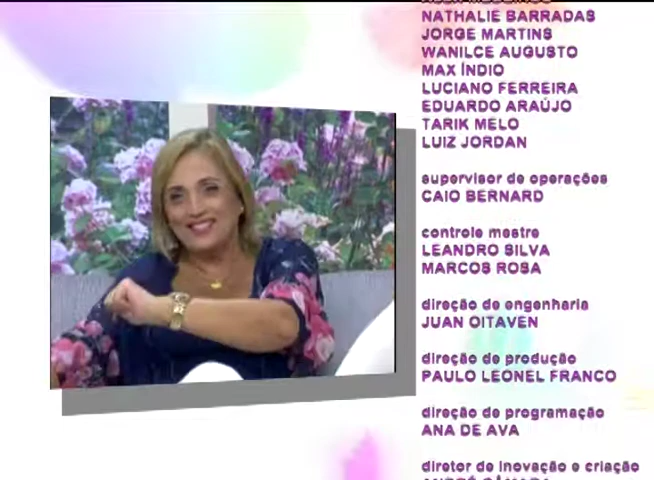 NATHALIE BARRADAS
JORGE MARTINS
WANILCE AUGUSTO
MAX ÍNDIO
LUCIANO FERREIRA
EDUARDO ARAÚJO
TARIK MELO
LUIZ JORDAN
supervisor de operações
CAIO BERNARD
controle mestre
LEANDRO SILVA
MARCOS ROSA
direção de engenharia
JUAN OITAVEN
direção de produção
PAULO LEONEL FRANCO
direção de programação
ANA DE AVA
diretor de inovação e criação